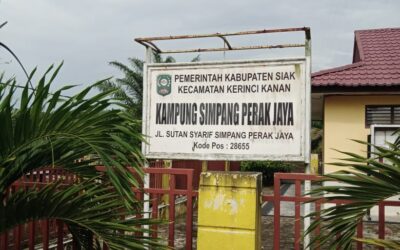 PEMERINTAH KABUPATEN SIAK
KECAMATAN KERINCI KANAN
KAMPUNG SIMPANG PERAK JAYA
JL. SUTAN SYARIF SIMPANG PERAK JAYA
Kode Pos : 28655